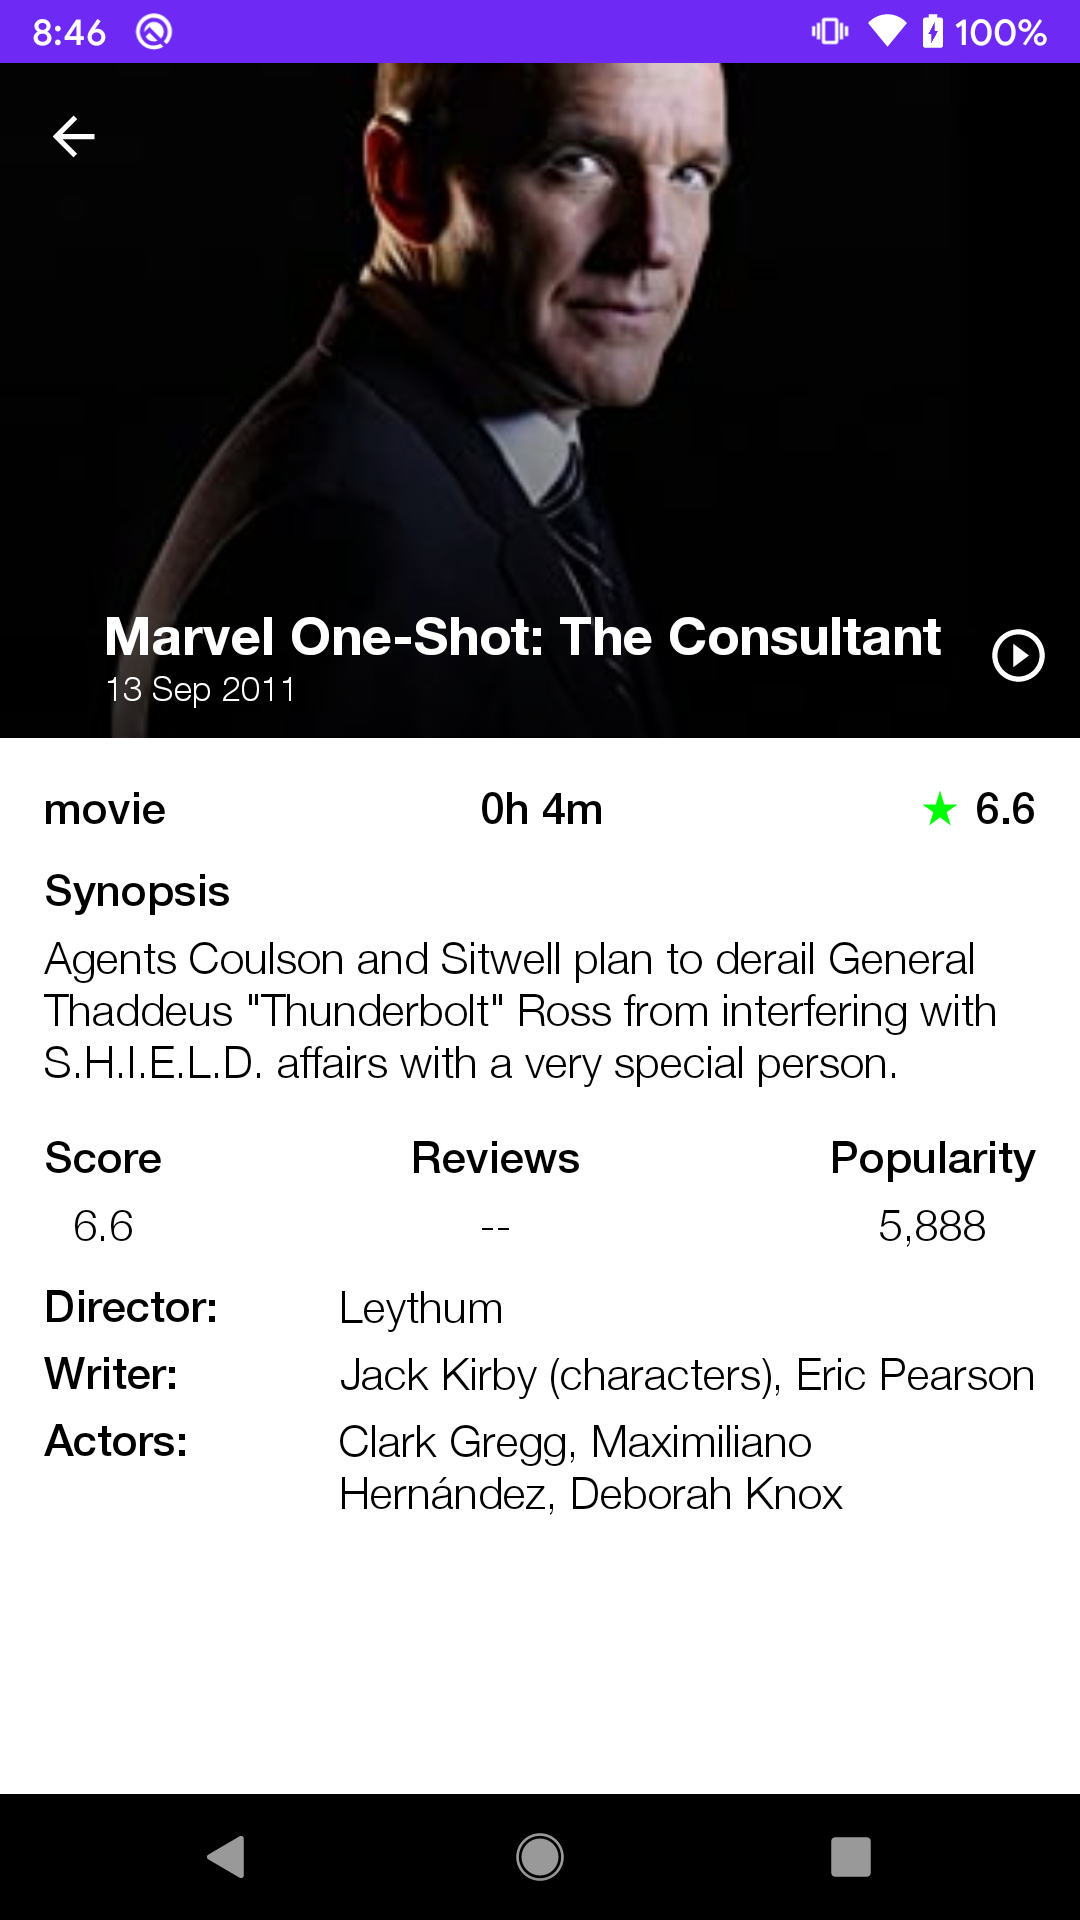 8:46
100%
Marvel One-Shot: The Consultant
13 Sep 2011
movie 0h 4m ★ 6.6
Synopsis
Agents Coulson and Sitwell plan to derail General
Thaddeus "Thunderbolt" Ross from interfering with
S.H.I.E.L.D. affairs with a very special person.
Score Reviews Popularity
6.6 -- 5,888
Director: Leythum
Writer: Jack Kirby (characters), Eric Pearson
Actors: Clark Gregg, Maximiliano
Hernández, Deborah Knox